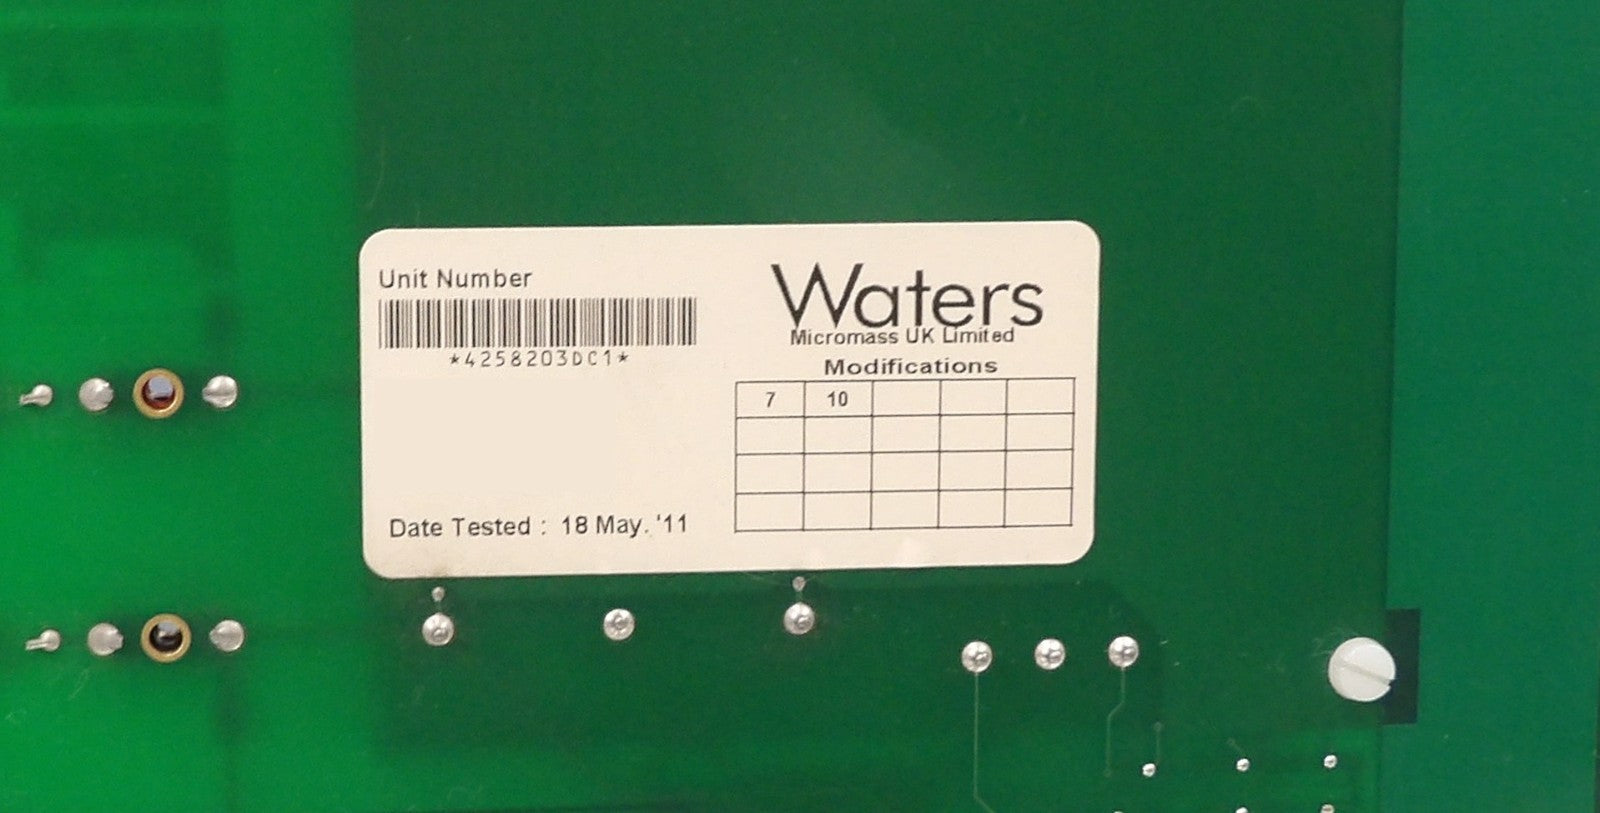 Unit Number
*4258203DC1*
Date Tested : 18 May. '11
Waters
Micromass UK Limited
Modifications
7 10